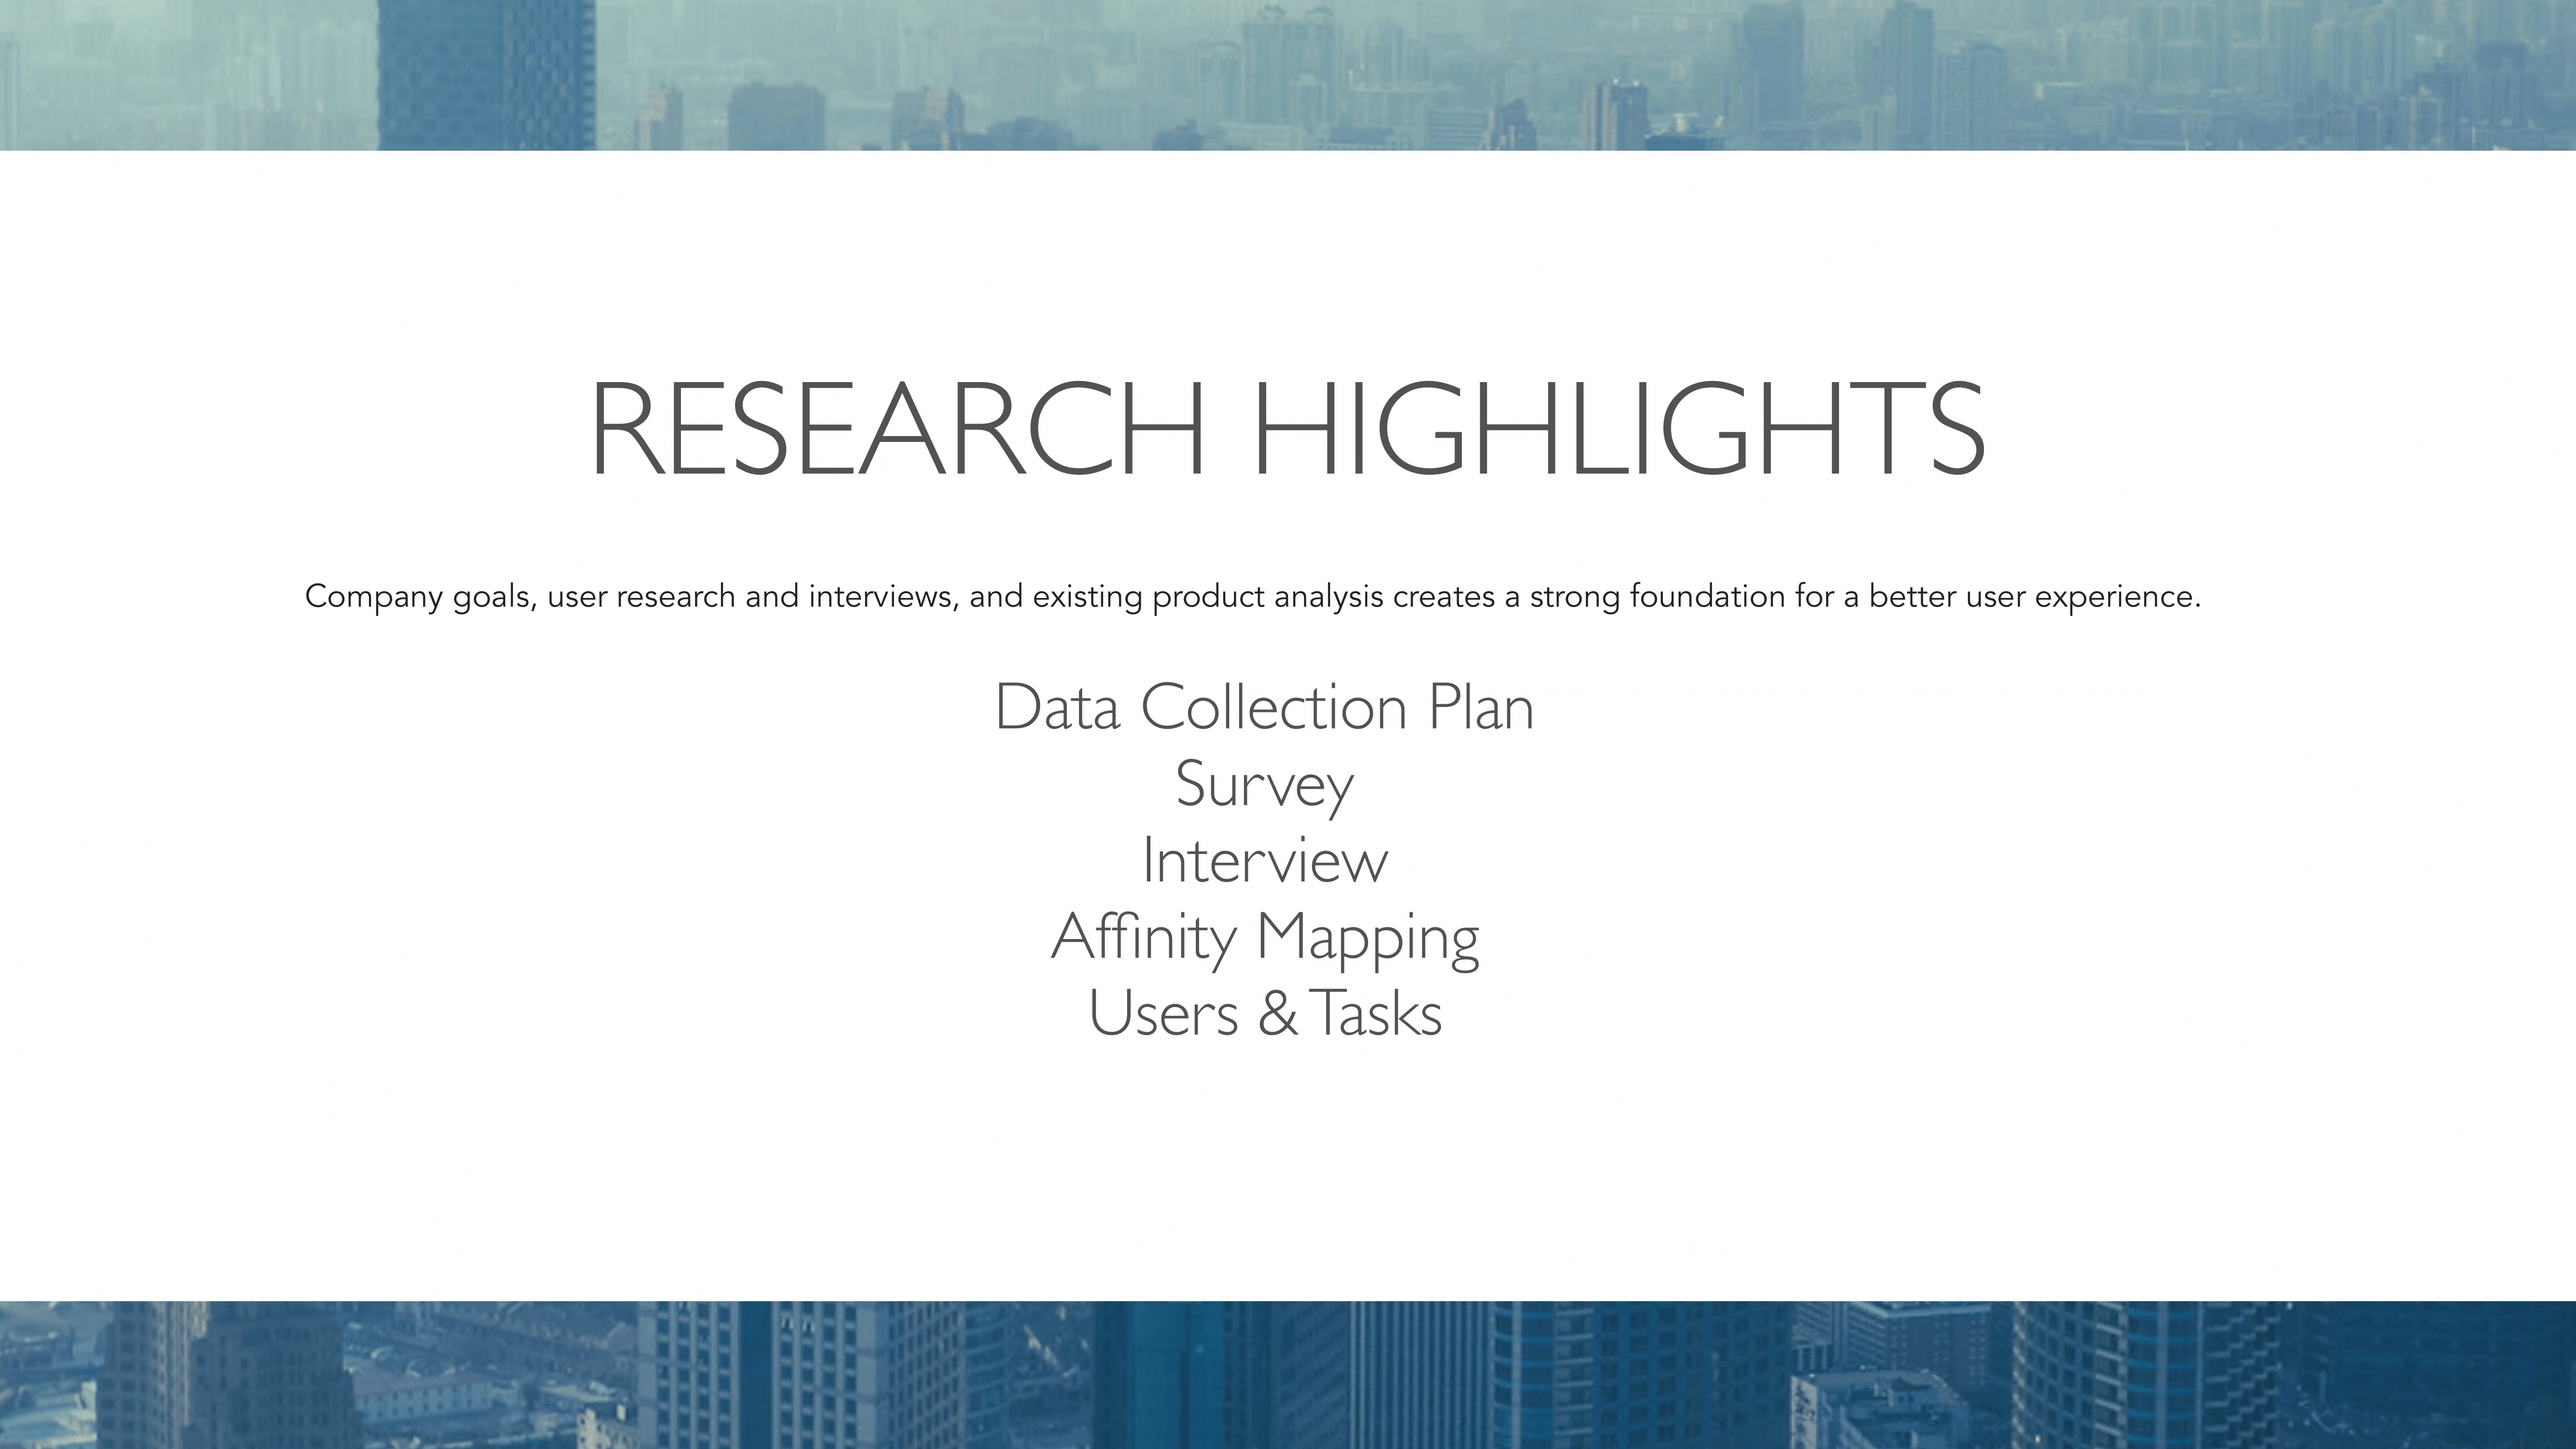 RESEARCH HIGHLIGHTS
Company goals, user research and interviews, and existing product analysis creates a strong foundation for a better user experience.
Data Collection Plan
Survey
Interview
Affinity Mapping
Users & Tasks